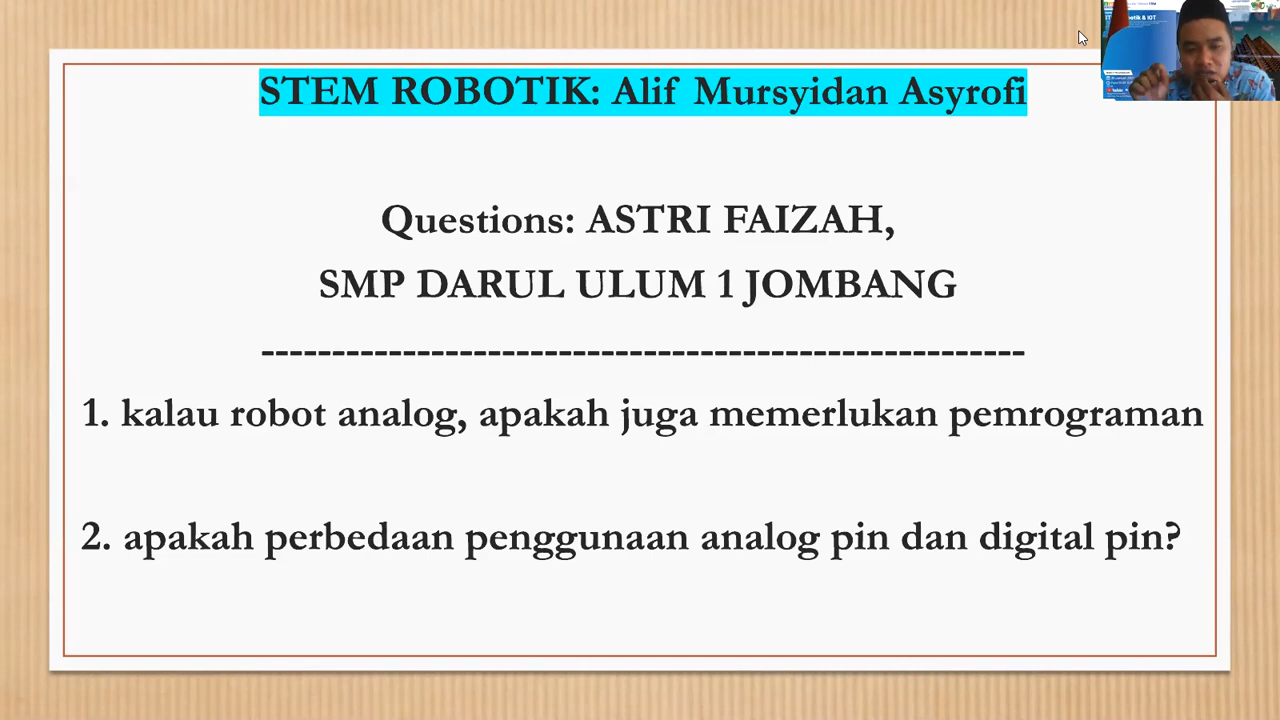 STEM ROBOTIK: Alif Mursyidan Asyrofi
Questions: ASTRI FAIZAH,
SMP DARUL ULUM 1 JOMBANG
------------------------------------------------------
1. kalau robot analog, apakah juga memerlukan pemrograman
2. apakah perbedaan penggunaan analog pin dan digital pin?